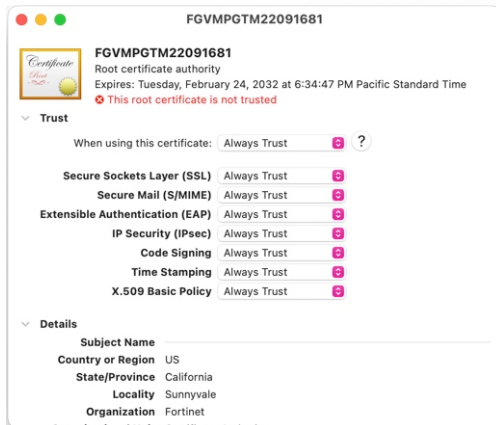 FGVMPGTM22091681
Certificate
Root
FGVMPGTM22091681
Root certificate authority
Expires: Tuesday, February 24, 2032 at 6:34:47 PM Pacific Standard Time
This root certificate is not trusted
Trust
When using this certificate: Always Trust ?
Secure Sockets Layer (SSL) Always Trust
Secure Mail (S/MIME) Always Trust
Extensible Authentication (EAP) Always Trust
IP Security (IPsec) Always Trust
Code Signing Always Trust
Time Stamping Always Trust
X.509 Basic Policy Always Trust
Details
Subject Name
Country or Region US
State/Province California
Locality Sunnyvale
Organization Fortinet